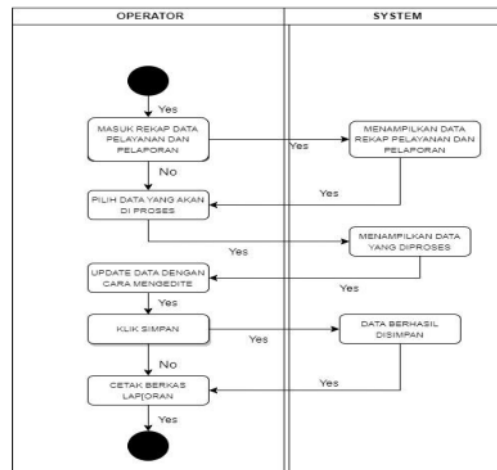 OPERATOR
SYSTEM
Yes
MASUK REKAP DATA
PELAYANAN DAN
PELAPORAN
Yes
MENAMPILKAN DATA
REKAP PELAYANAN DAN
PELAPORAN
No
Yes
PILIH DATA YANG AKAN
DI PROSES
Yes
MENAMPILKAN DATA
YANG DIPROSES
Yes
UPDATE DATA DENGAN
CARA MENGEDITE
Yes
KLIK SIMPAN
Yes
DATA BERHASIL
DISIMPAN
No
Yes
CETAK BERKAS
LAP[ORAN
Yes